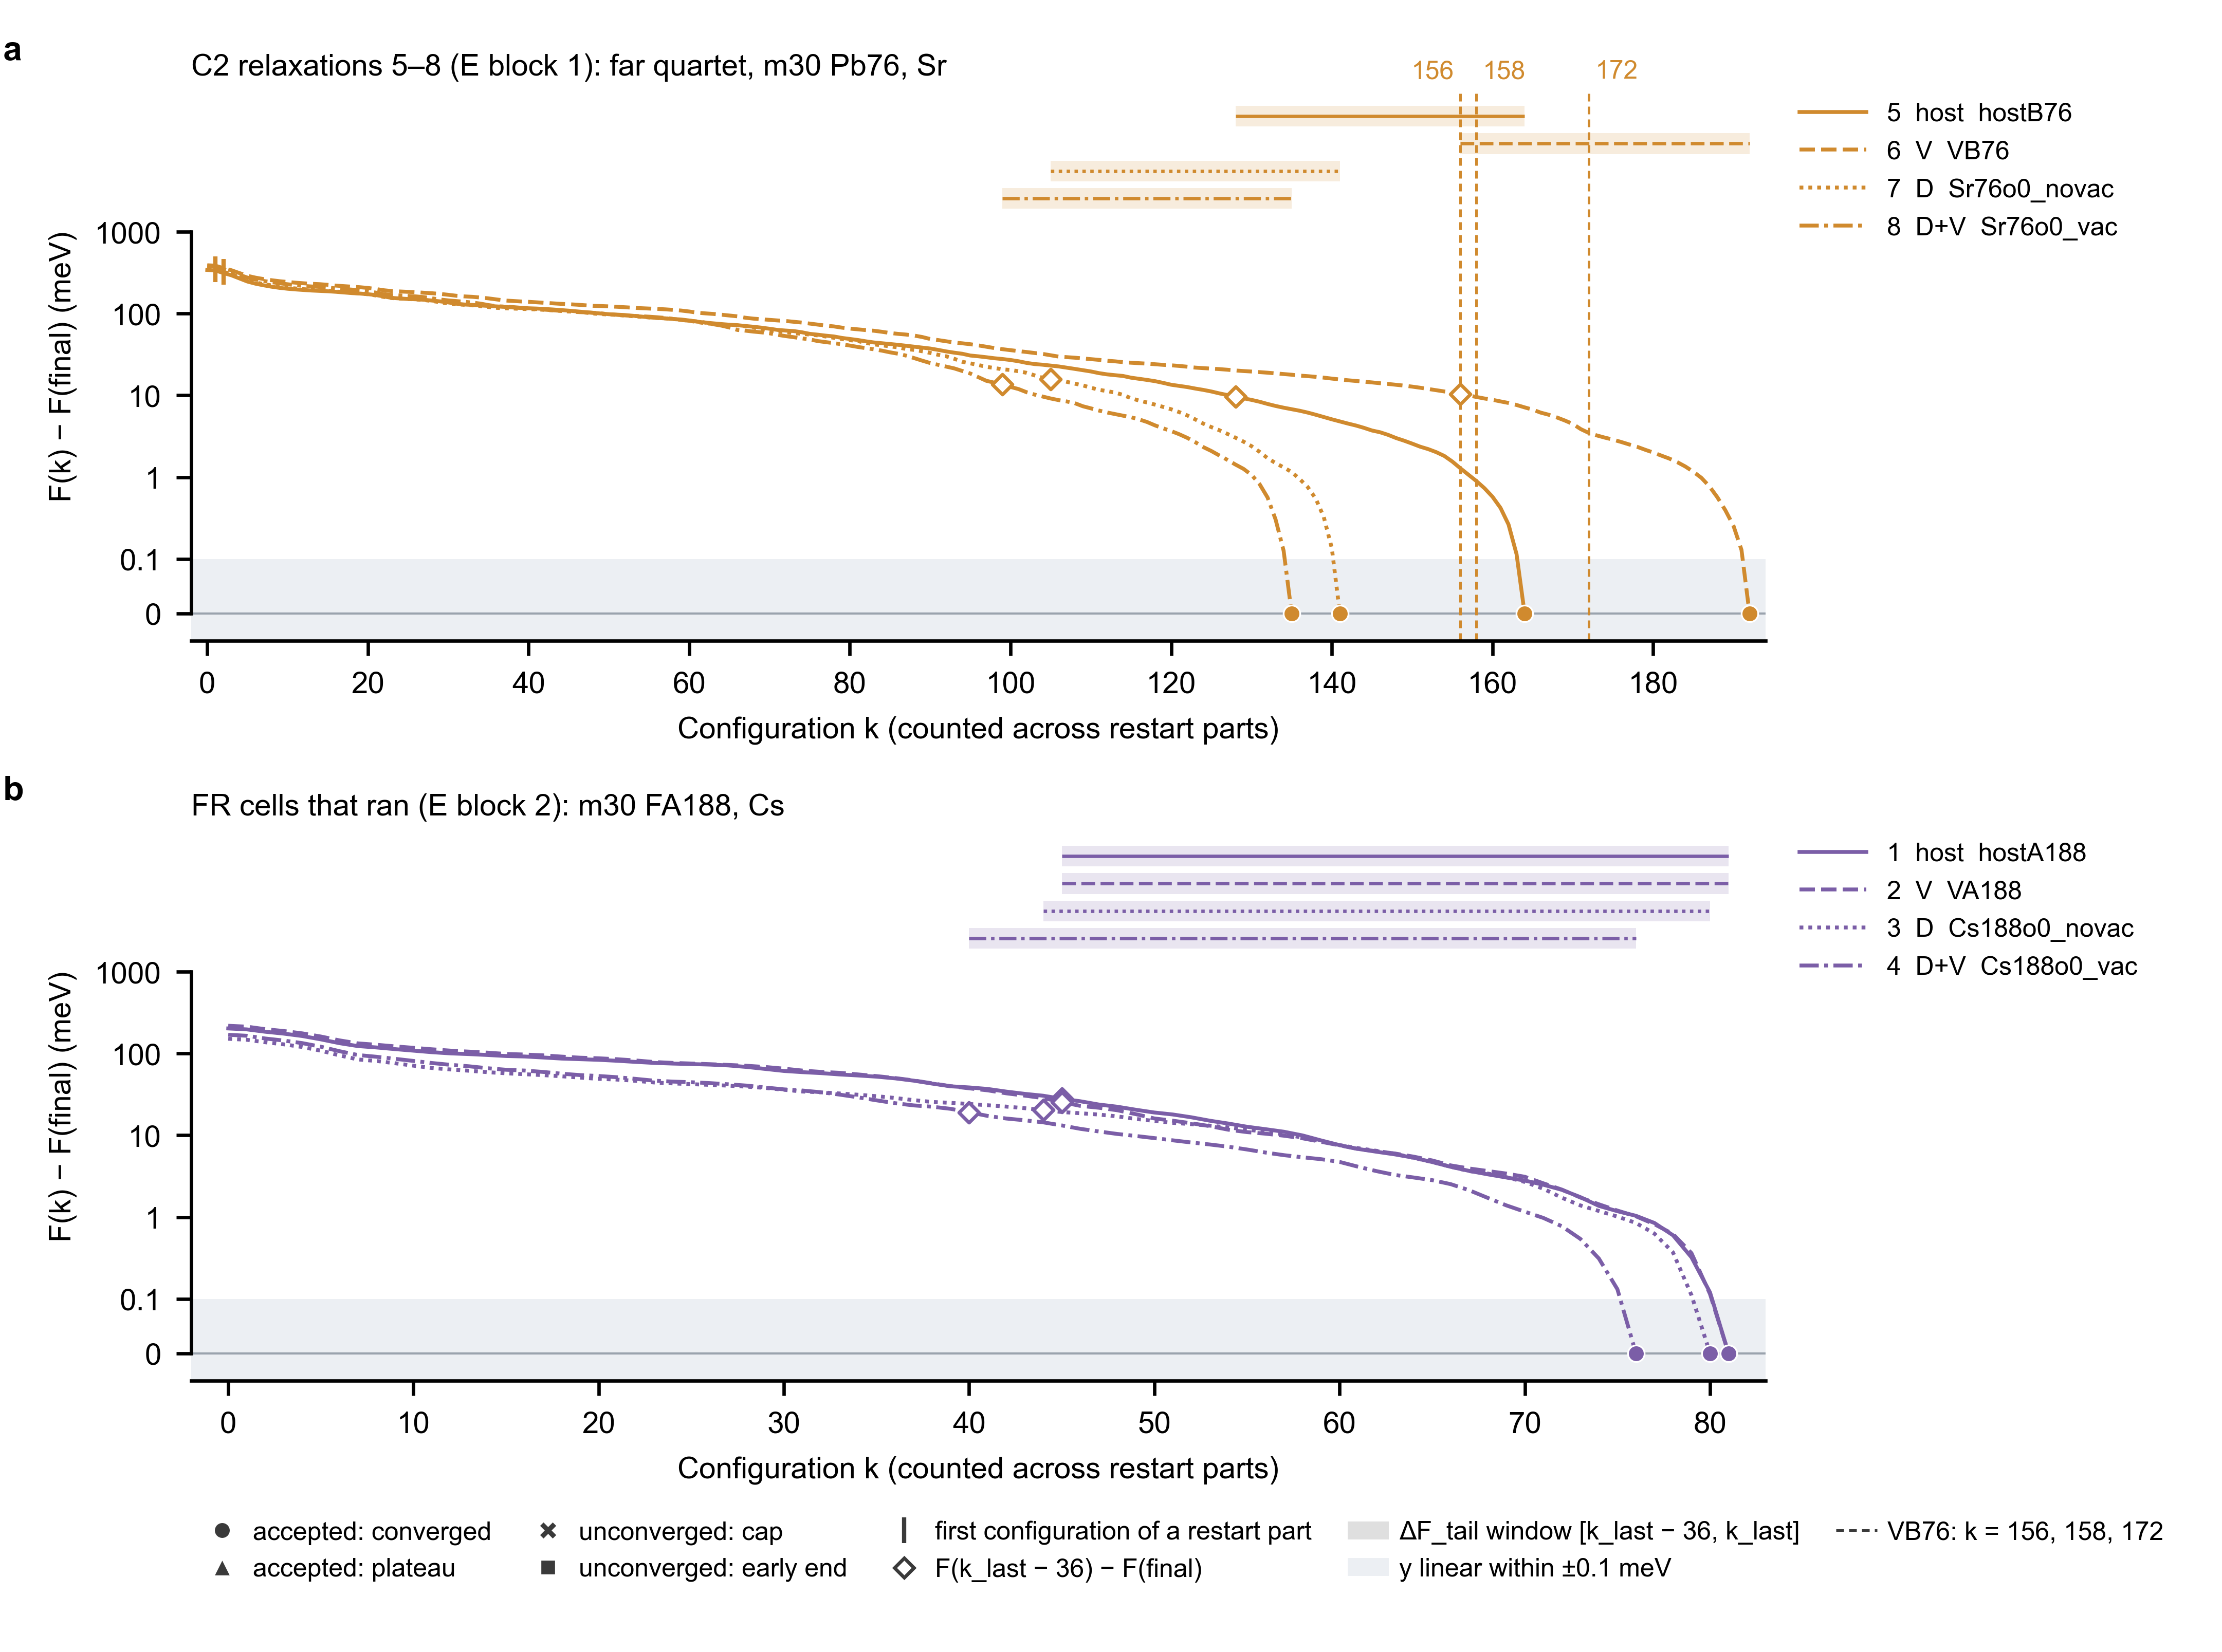 a
C2 relaxations 5–8 (E block 1): far quartet, m30 Pb76, Sr
156 158 172
5 host hostB76
6 V VB76
7 D Sr76o0_novac
8 D+V Sr76o0_vac
F(k) − F(final) (meV)
1000
100
10
1
0.1
0
0 20 40 60 80 100 120 140 160 180
Configuration k (counted across restart parts)
b
FR cells that ran (E block 2): m30 FA188, Cs
1 host hostA188
2 V VA188
3 D Cs188o0_novac
4 D+V Cs188o0_vac
F(k) − F(final) (meV)
1000
100
10
1
0.1
0
0 10 20 30 40 50 60 70 80
Configuration k (counted across restart parts)
accepted: converged
accepted: plateau
unconverged: cap
unconverged: early end
first configuration of a restart part
F(k_last − 36) − F(final)
ΔF_tail window [k_last − 36, k_last]
y linear within ±0.1 meV
VB76: k = 156, 158, 172